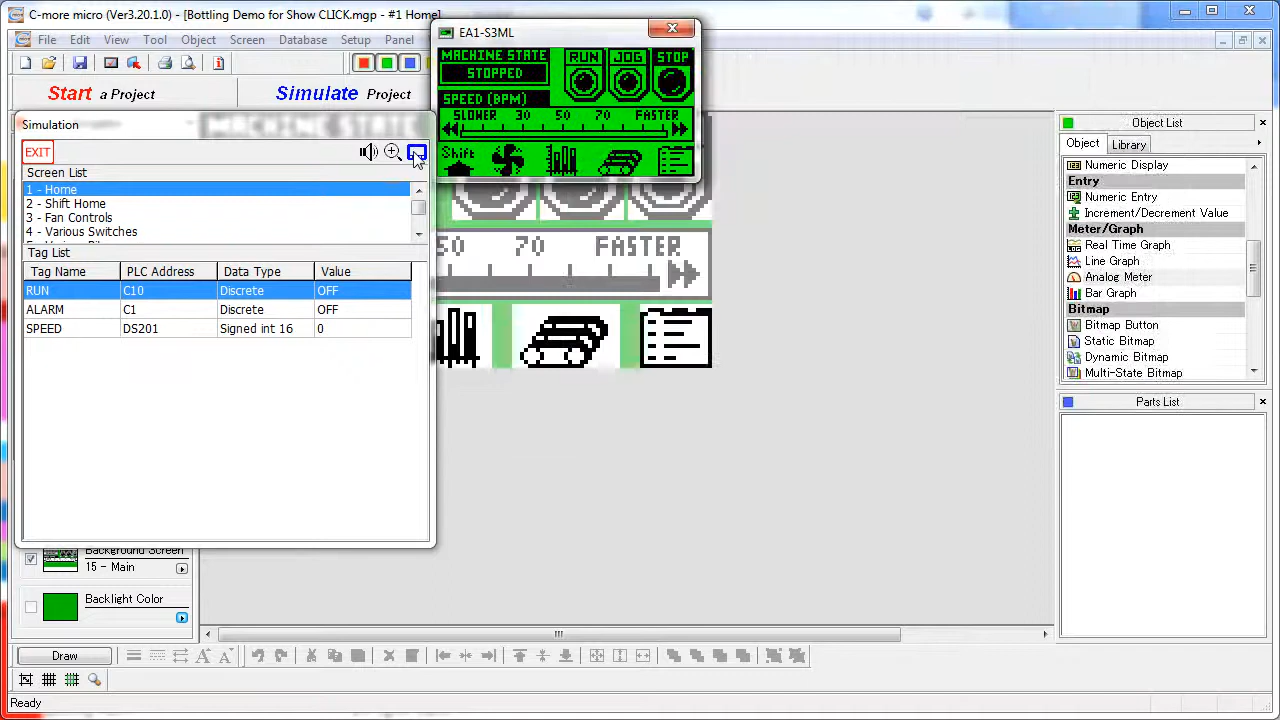 C-more micro (Ver3.20.1.0) - [Bottling Demo for Show CLICK.mgp - #1 Home]
File Edit View Tool Object Screen Database Setup Panel
Start a Project
Simulate Project
EA1-S3ML
MACHINE STATE
STOPPED
RUN JOG STOP
SPEED (BPM)
SLOWER 30 50 70 FASTER
Shift
Simulation
EXIT
Screen List
1 - Home
2 - Shift Home
3 - Fan Controls
4 - Various Switches
Tag List
Tag Name PLC Address Data Type Value
RUN C10 Discrete OFF
ALARM C1 Discrete OFF
SPEED DS201 Signed int 16 0
50 70 FASTER
Background Screen
15 - Main
Backlight Color
Object List
Object Library
Numeric Display
Entry
Numeric Entry
Increment/Decrement Value
Meter/Graph
Real Time Graph
Line Graph
Analog Meter
Bar Graph
Bitmap
Bitmap Button
Static Bitmap
Dynamic Bitmap
Multi-State Bitmap
Parts List
Draw
Ready